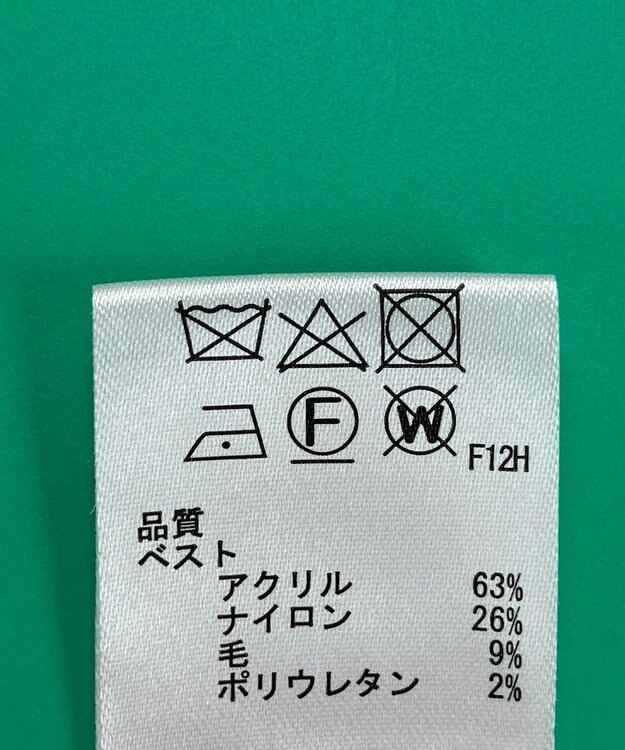 F W F12H
品質
ベスト
アクリル 63%
ナイロン 26%
毛 9%
ポリウレタン 2%